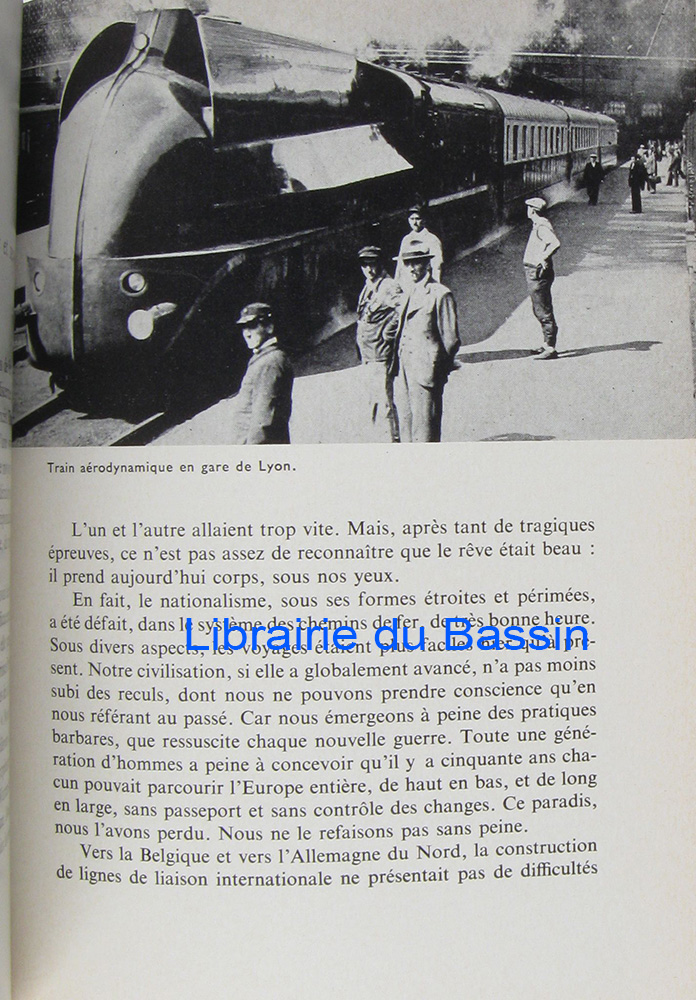 Train aérodynamique en gare de Lyon.
L'un et l'autre allaient trop vite. Mais, après tant de tragiques
épreuves, ce n'est pas assez de reconnaître que le rêve était beau :
il prend aujourd'hui corps, sous nos yeux.
En fait, le nationalisme, sous ses formes étroites et périmées,
a été défait, dans le système des chemins de fer, de très bonne heure.
Librairie du Bassin
Sous divers aspects, les voyages étaient plus faciles hier qu'à pré-
sent. Notre civilisation, si elle a globalement avancé, n'a pas moins
subi des reculs, dont nous ne pouvons prendre conscience qu'en
nous référant au passé. Car nous émergeons à peine des pratiques
barbares, que ressuscite chaque nouvelle guerre. Toute une géné-
ration d'hommes a peine à concevoir qu'il y a cinquante ans cha-
cun pouvait parcourir l'Europe entière, de haut en bas, et de long
en large, sans passeport et sans contrôle des changes. Ce paradis,
nous l'avons perdu. Nous ne le refaisons pas sans peine.
Vers la Belgique et vers l'Allemagne du Nord, la construction
de lignes de liaison internationale ne présentait pas de difficultés